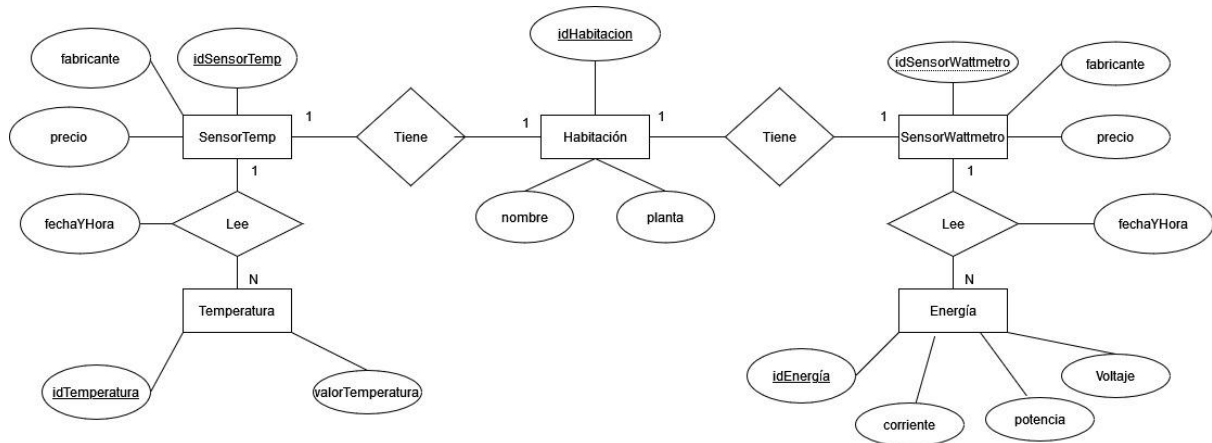 idHabitacion
fabricante
idSensorTemp
idSensorWattmetro
fabricante
precio
SensorTemp
1
Tiene
1
Habitación
1
Tiene
1
SensorWattmetro
precio
1
1
fechaYHora
Lee
nombre
planta
Lee
fechaYHora
N
N
Temperatura
Energía
idTemperatura
valorTemperatura
idEnergía
Voltaje
corriente
potencia